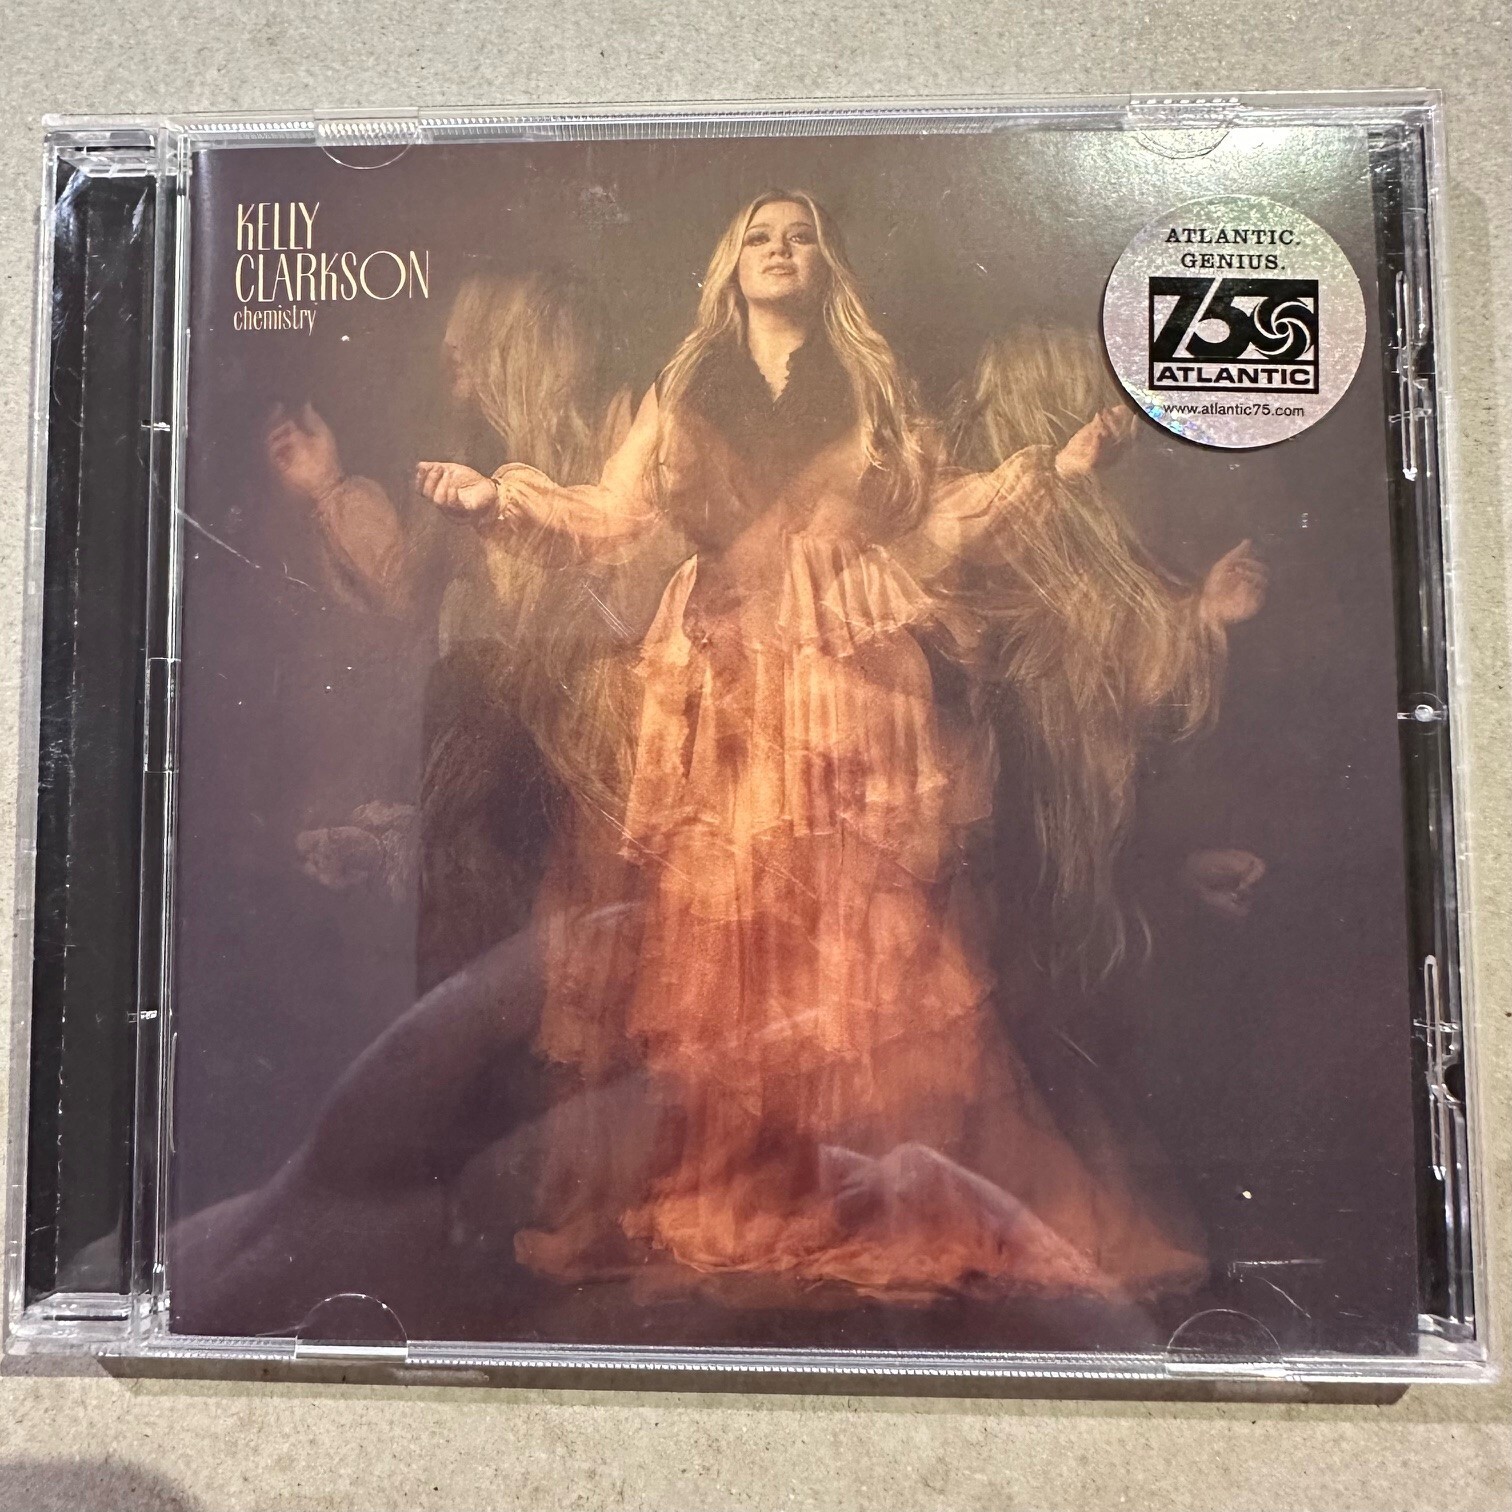 KELLY
CLARKSON
chemistry
ATLANTIC.
GENIUS.
75
ATLANTIC
www.atlantic75.com